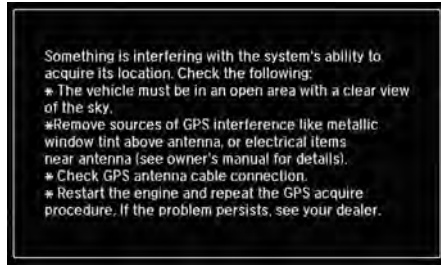 Something is interfering with the system's ability to
acquire its location. Check the following:
* The vehicle must be in an open area with a clear view
of the sky.
*Remove sources of GPS interference like metallic
window tint above antenna, or electrical items
near antenna (see owner's manual for details).
* Check GPS antenna cable connection.
* Restart the engine and repeat the GPS acquire
procedure. If the problem persists, see your dealer.